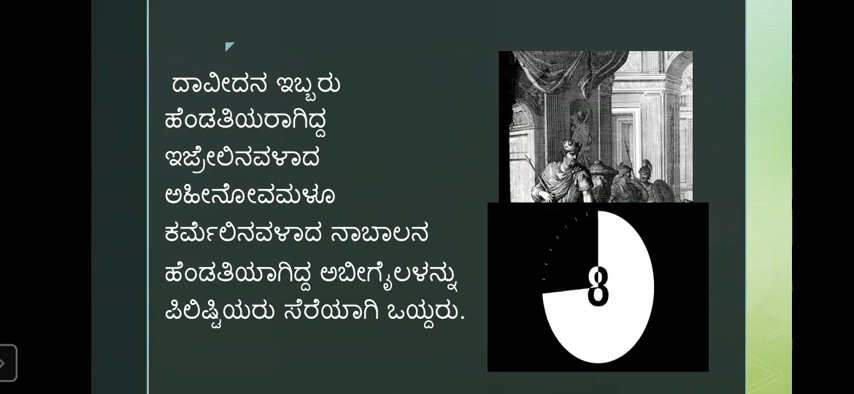 ದಾವೀದನ ಇಬ್ಬರು
ಹೆಂಡತಿಯರಾಗಿದ್ದ
ಇಜ್ರೇಲಿನವಳಾದ
ಅಹೀನೋವಮಳೂ
ಕರ್ಮೆಲಿನವಳಾದ ನಾಬಾಲನ
ಹೆಂಡತಿಯಾಗಿದ್ದ ಅಬೀಗೈಲಳನ್ನು
ಪಿಲಿಷ್ಟಿಯರು ಸೆರೆಯಾಗಿ ಒಯ್ದರು.
8